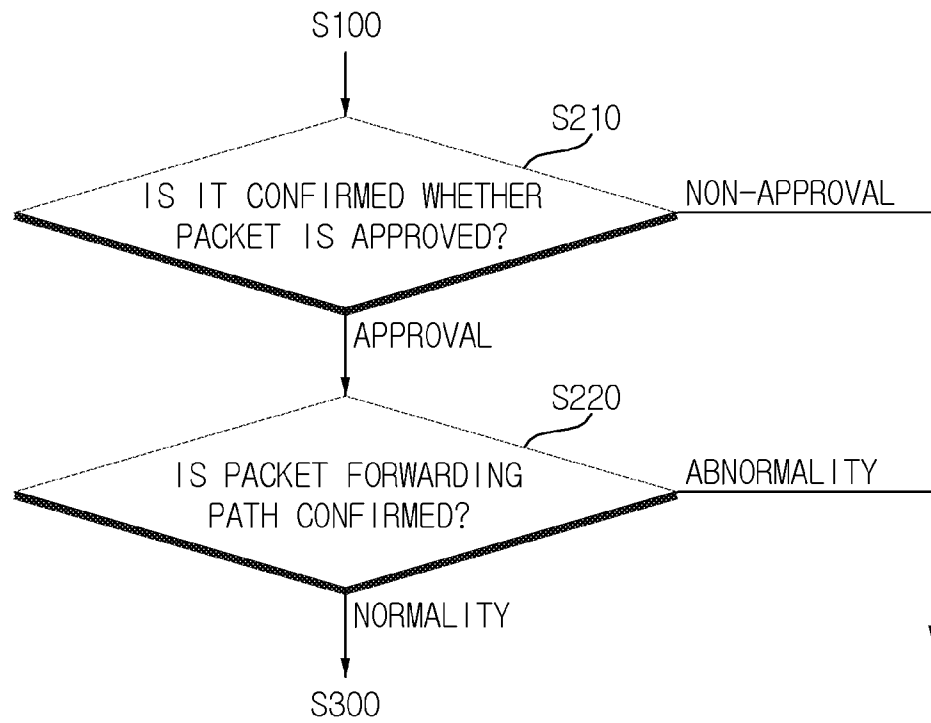 S100
S210
IS IT CONFIRMED WHETHER
PACKET IS APPROVED?
NON-APPROVAL
APPROVAL
S220
IS PACKET FORWARDING
PATH CONFIRMED?
ABNORMALITY
NORMALITY
S300